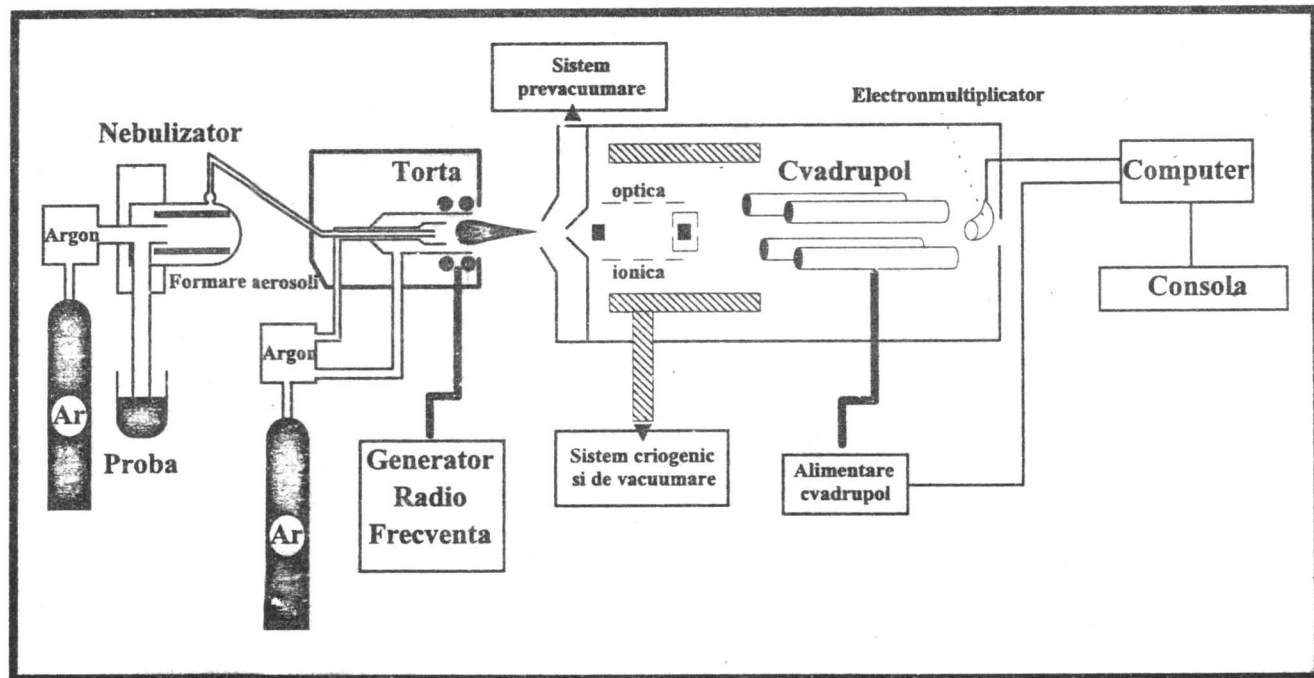 Sistem
prevacuumare
Electronmultiplicator
Nebulizator
Torta
Cvadrupol
Computer
optica
Argon
ionica
Formare aerosoli
Consola
Argon
Ar
Proba
Generator
Radio
Frecventa
Sistem criogenic
si de vacuumare
Alimentare
cvadrupol
Ar